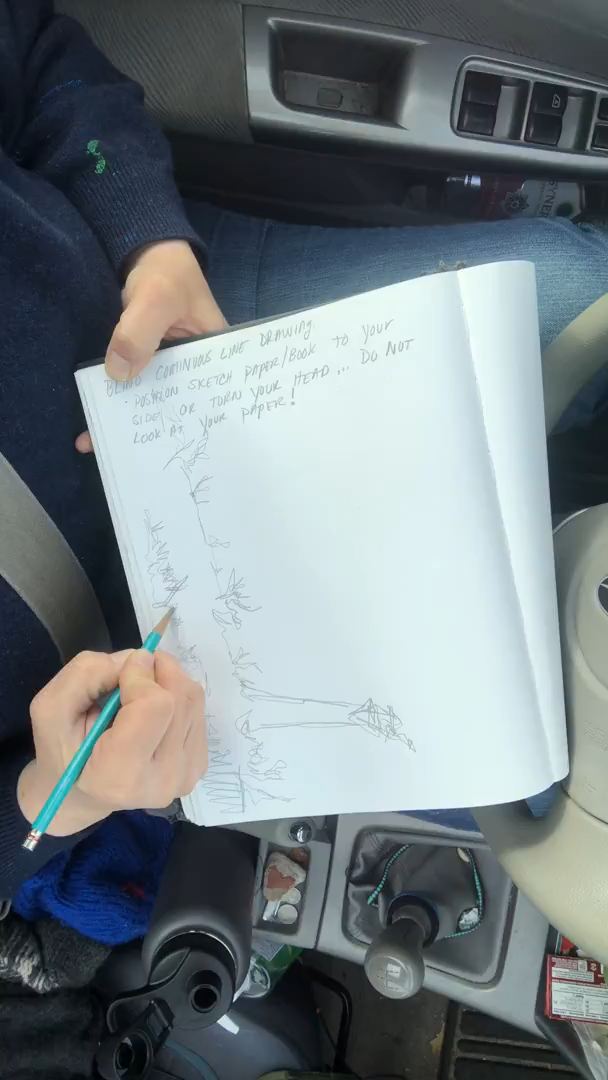 BLIND CONTINUOUS LINE DRAWING
- POSITION SKETCH PAPER/BOOK TO YOUR
SIDE, OR TURN YOUR HEAD... DO NOT
LOOK AT YOUR PAPER!